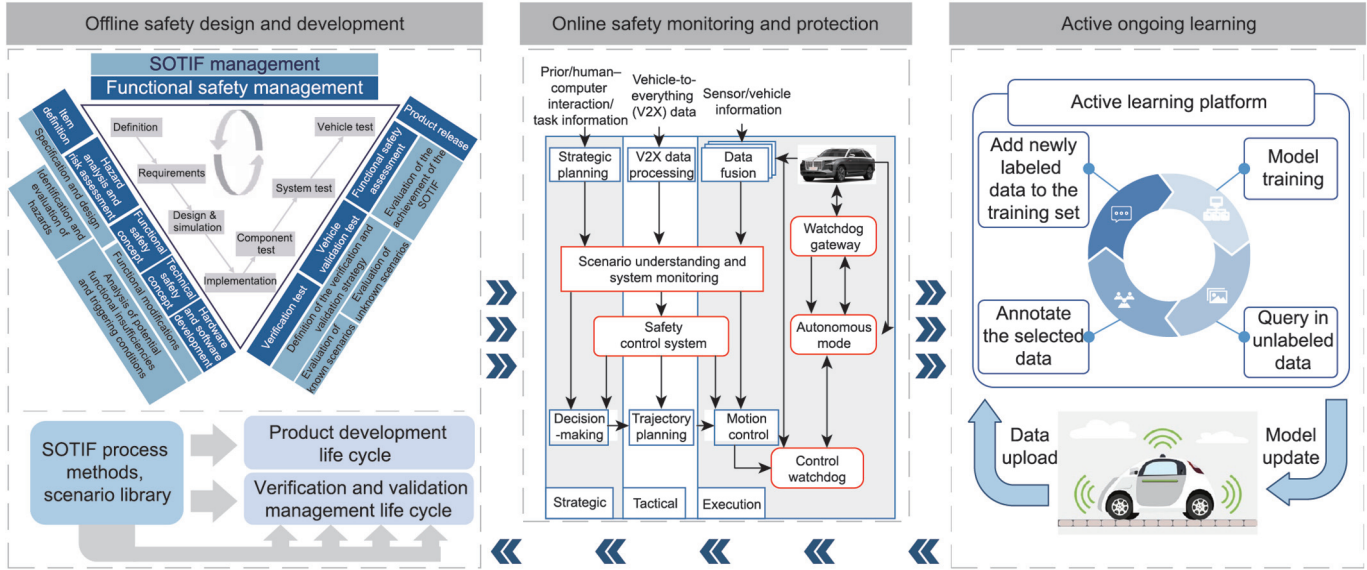 Offline safety design and development
SOTIF management
Functional safety management
Item
definition
Hazard
analysis and
risk assessment
Functional
safety
concept
Technical
safety
concept
Hardware
and software
development
Specification and design
Identification and
evaluation of
hazards
Functional modifications
Analysis of potential
functional insufficiencies
and triggering conditions
Definition
Requirements
Design &
simulation
Implementation
Component
test
System test
Vehicle test
Product release
Functional safety
assessment
Vehicle
validation test
Verification test
Evaluation of the
achievement of the
SOTIF
Definition of the verification and
validation strategy
Evaluation of
unknown scenarios
Evaluation of
known scenarios
SOTIF process
methods,
scenario library
Product development
life cycle
Verification and validation
management life cycle
Online safety monitoring and protection
Prior/human–
computer
interaction/
task information
Vehicle-to-
everything
(V2X) data
Sensor/vehicle
information
Strategic
planning
V2X data
processing
Data
fusion
Watchdog
gateway
Scenario understanding and
system monitoring
Safety
control system
Autonomous
mode
Decision
-making
Trajectory
planning
Motion
control
Control
watchdog
Strategic
Tactical
Execution
Active ongoing learning
Active learning platform
Add newly
labeled
data to the
training set
Model
training
Annotate
the selected
data
Query in
unlabeled
data
Data
upload
Model
update